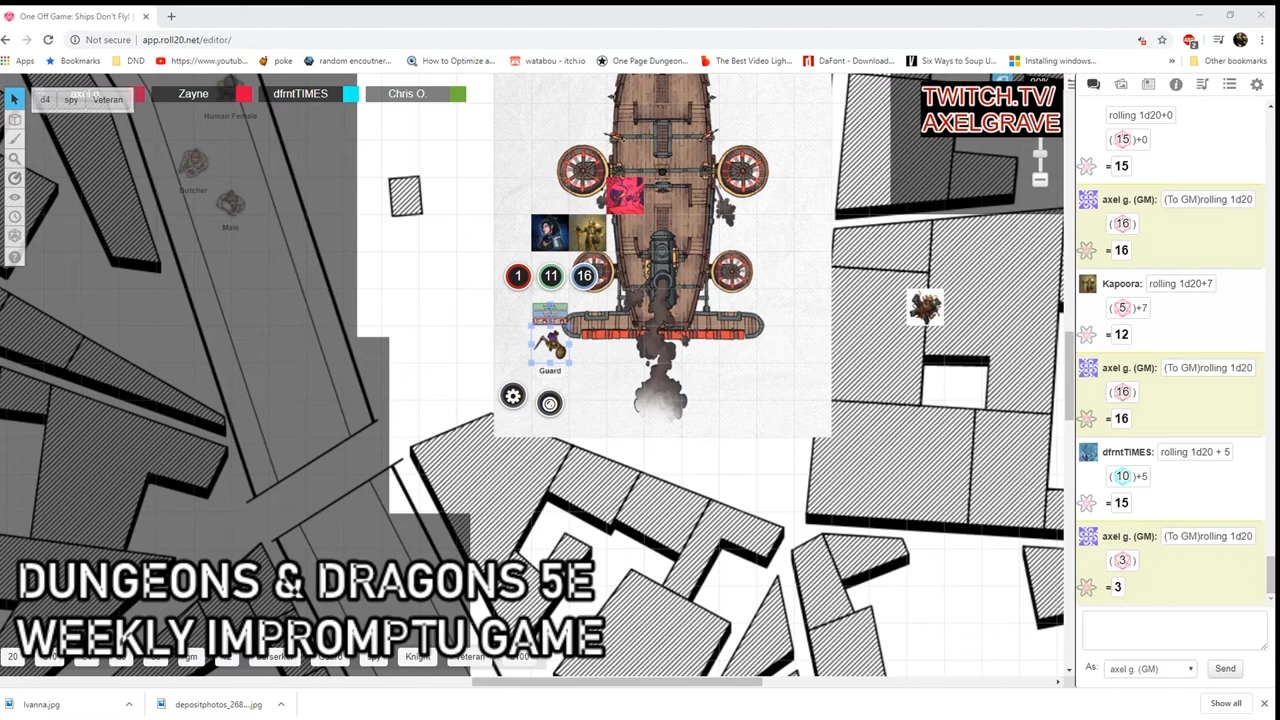 One Off Game: Ships Don't Fly! |
Not secure | app.roll20.net/editor/
Apps Bookmarks DND https://www.youtub... poke random encoutner... How to Optimize a... watabou - itch.io One Page Dungeon... The Best Video Ligh... DaFont - Downloa... Six Ways to Soup U... Installing windows... Other bookmarks
d4 spy Veteran
Zayne dfrntTIMES Chris O.
Human Female
Butcher
Male
TWITCH.TV/
AXELGRAVE
1 11 16
Guard
rolling 1d20+0
(15)+0
= 15
axel g. (GM): (To GM)rolling 1d20
(16)
= 16
Kapoora: rolling 1d20+7
(5)+7
= 12
axel g. (GM): (To GM)rolling 1d20
(16)
= 16
dfrntTIMES: rolling 1d20 + 5
(10)+5
= 15
axel g. (GM): (To GM)rolling 1d20
(3)
= 3
As: axel g. (GM) Send
DUNGEONS & DRAGONS 5E
WEEKLY IMPROMPTU GAME
20 spy Knight Veteran
Ivanna.jpg depositphotos_268....jpg Show all